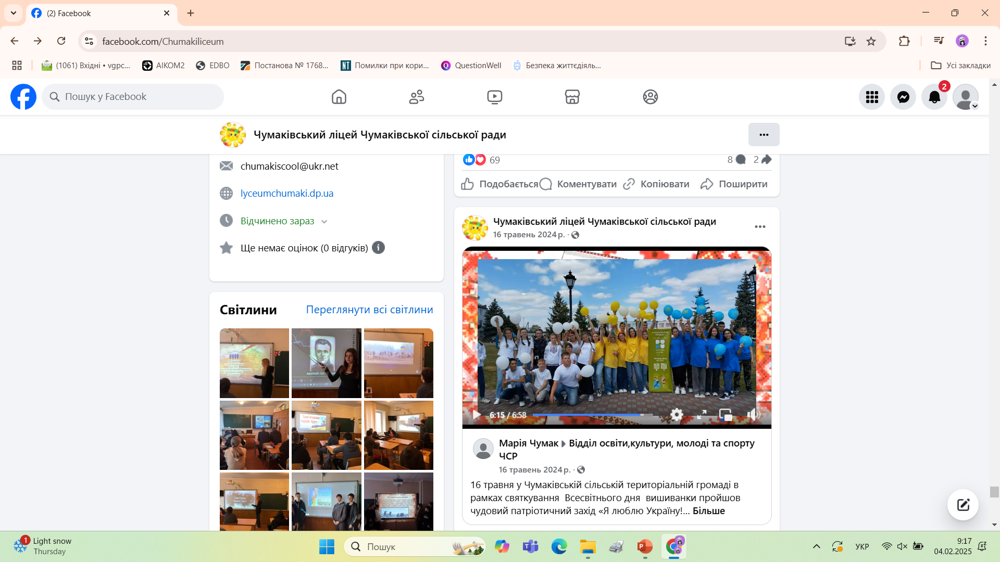 (2) Facebook
facebook.com/Chumakiliceum
(1061) Вхідні • vgpc...
AIKOM2
EDBO
Постанова № 1768...
Помилки при кори...
QuestionWell
Безпека життєдіяль...
Усі закладки
Пошук у Facebook
2
Чумаківський ліцей Чумаківської сільської ради
chumakiscool@ukr.net
lyceumchumaki.dp.ua
Відчинено зараз
Ще немає оцінок (0 відгуків)
Світлини
Переглянути всі світлини
69
8
2
Подобається
Коментувати
Копіювати
Поширити
Чумаківський ліцей Чумаківської сільської ради
16 травень 2024 р. ·
6:15 / 6:58
Марія Чумак
Відділ освіти,культури, молоді та спорту
ЧСР
16 травень 2024 р. ·
16 травня у Чумаківській сільській територіальній громаді в
рамках святкування Всесвітнього дня вишиванки пройшов
чудовий патріотичний захід «Я люблю Україну!... Більше
1
Light snow
Thursday
Пошук
УКР
9:17
04.02.2025